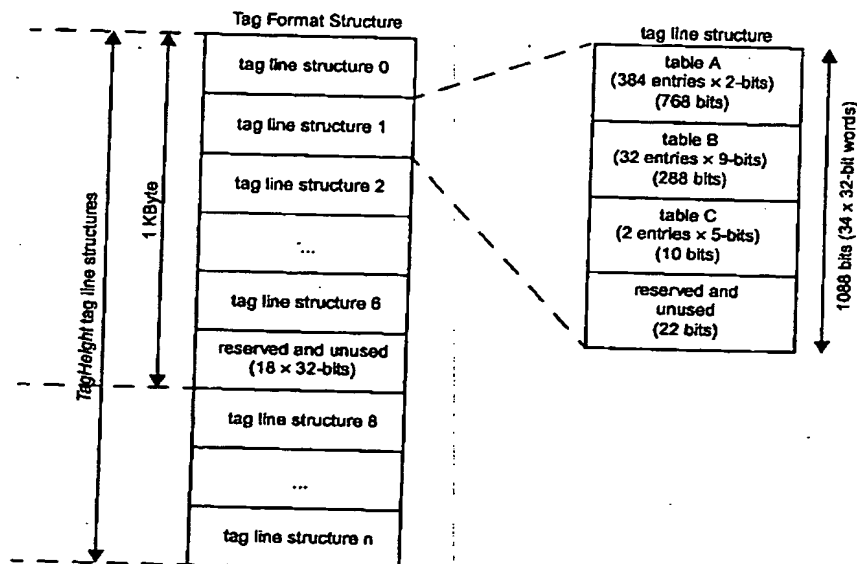 Tag Format Structure
tag line structure 0
tag line structure 1
tag line structure 2
...
tag line structure 6
reserved and unused
(18 × 32-bits)
tag line structure 8
...
tag line structure n
TagHeight tag line structures
1 KByte
tag line structure
table A
(384 entries × 2-bits)
(768 bits)
table B
(32 entries × 9-bits)
(288 bits)
table C
(2 entries × 5-bits)
(10 bits)
reserved and
unused
(22 bits)
1088 bits (34 x 32-bit words)